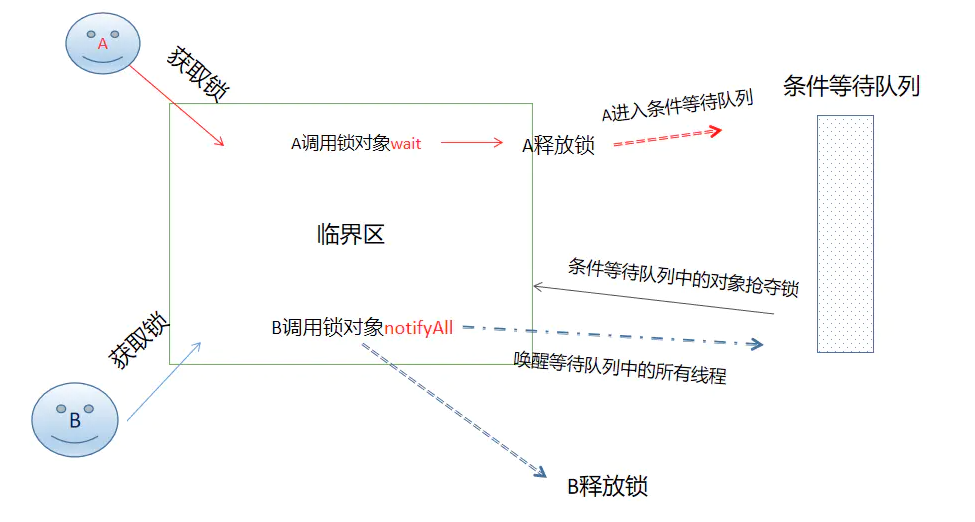 A
获取锁
条件等待队列
A进入条件等待队列
A调用锁对象wait
A释放锁
临界区
条件等待队列中的对象抢夺锁
获取锁
B调用锁对象notifyAll
唤醒等待队列中的所有线程
B
B释放锁